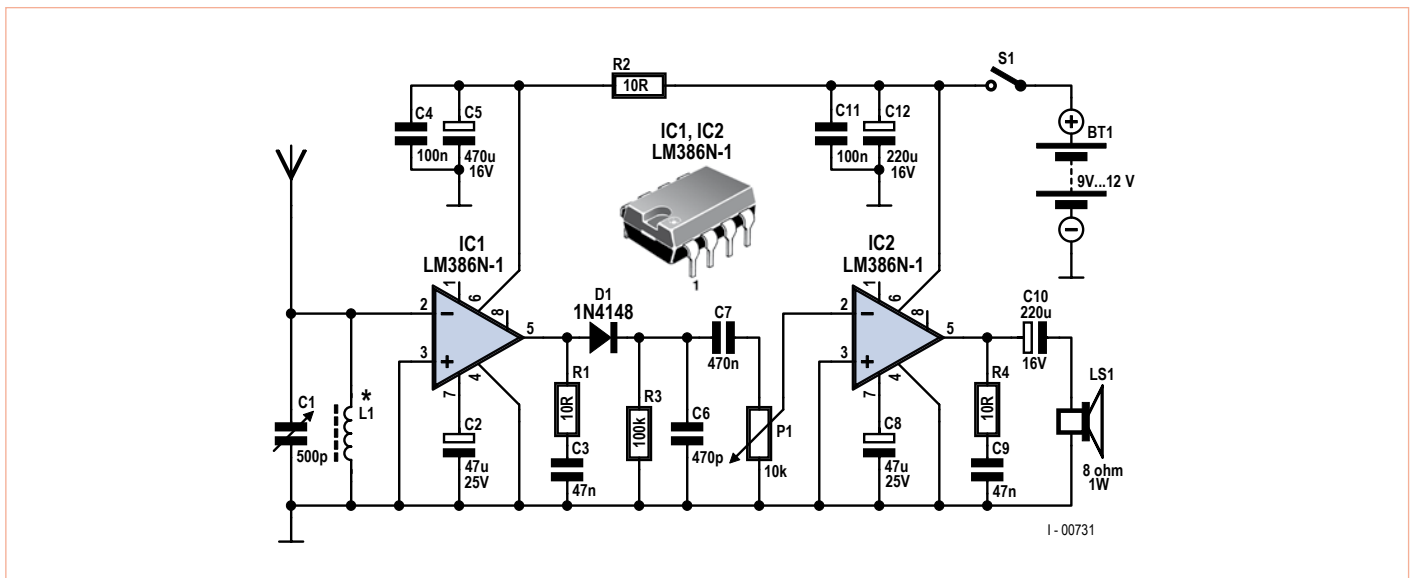 R2
10R
S1
C4
100n
C5
470u
16V
IC1, IC2
LM386N-1
1
C11
100n
C12
220u
16V
+
BT1
9V...12 V
−
IC1
LM386N-1
2
−
3
+
1
6
8
5
4
7
D1
1N4148
C7
470n
IC2
LM386N-1
2
−
3
+
1
6
8
5
4
7
C10
220u
16V
C1
500p
*
L1
C2
47u
25V
R1
10R
C3
47n
R3
100k
C6
470p
P1
10k
C8
47u
25V
R4
10R
C9
47n
LS1
8 ohm
1W
I - 00731